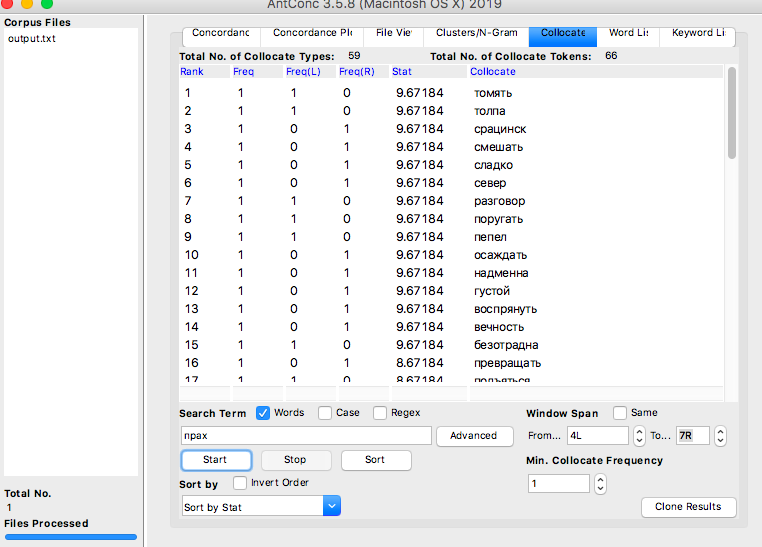 AntConc 3.5.8 (Macintosh OS X) 2019
Corpus Files
output.txt
Concordanc Concordance Plo File Viev Clusters/N-Gram Collocate Word Lis Keyword Li
Total No. of Collocate Types: 59 Total No. of Collocate Tokens: 66
Rank Freq Freq(L) Freq(R) Stat Collocate
1 1 1 0 9.67184 томять
2 1 1 0 9.67184 толпа
3 1 0 1 9.67184 срацинск
4 1 0 1 9.67184 смешать
5 1 0 1 9.67184 сладко
6 1 0 1 9.67184 север
7 1 1 0 9.67184 разговор
8 1 1 0 9.67184 поругать
9 1 1 0 9.67184 пепел
10 1 0 1 9.67184 осаждать
11 1 0 1 9.67184 надменна
12 1 0 1 9.67184 густой
13 1 0 1 9.67184 воспрянуть
14 1 0 1 9.67184 вечность
15 1 1 0 9.67184 безотрадна
16 1 0 1 8.67184 превращать
17 1 1 0 8.67184 подъяться
Search Term Words Case Regex Window Span Same
прах Advanced From... 4L To... 7R
Start Stop Sort Min. Collocate Frequency
Sort by Invert Order 1
Sort by Stat Clone Results
Total No.
1
Files Processed